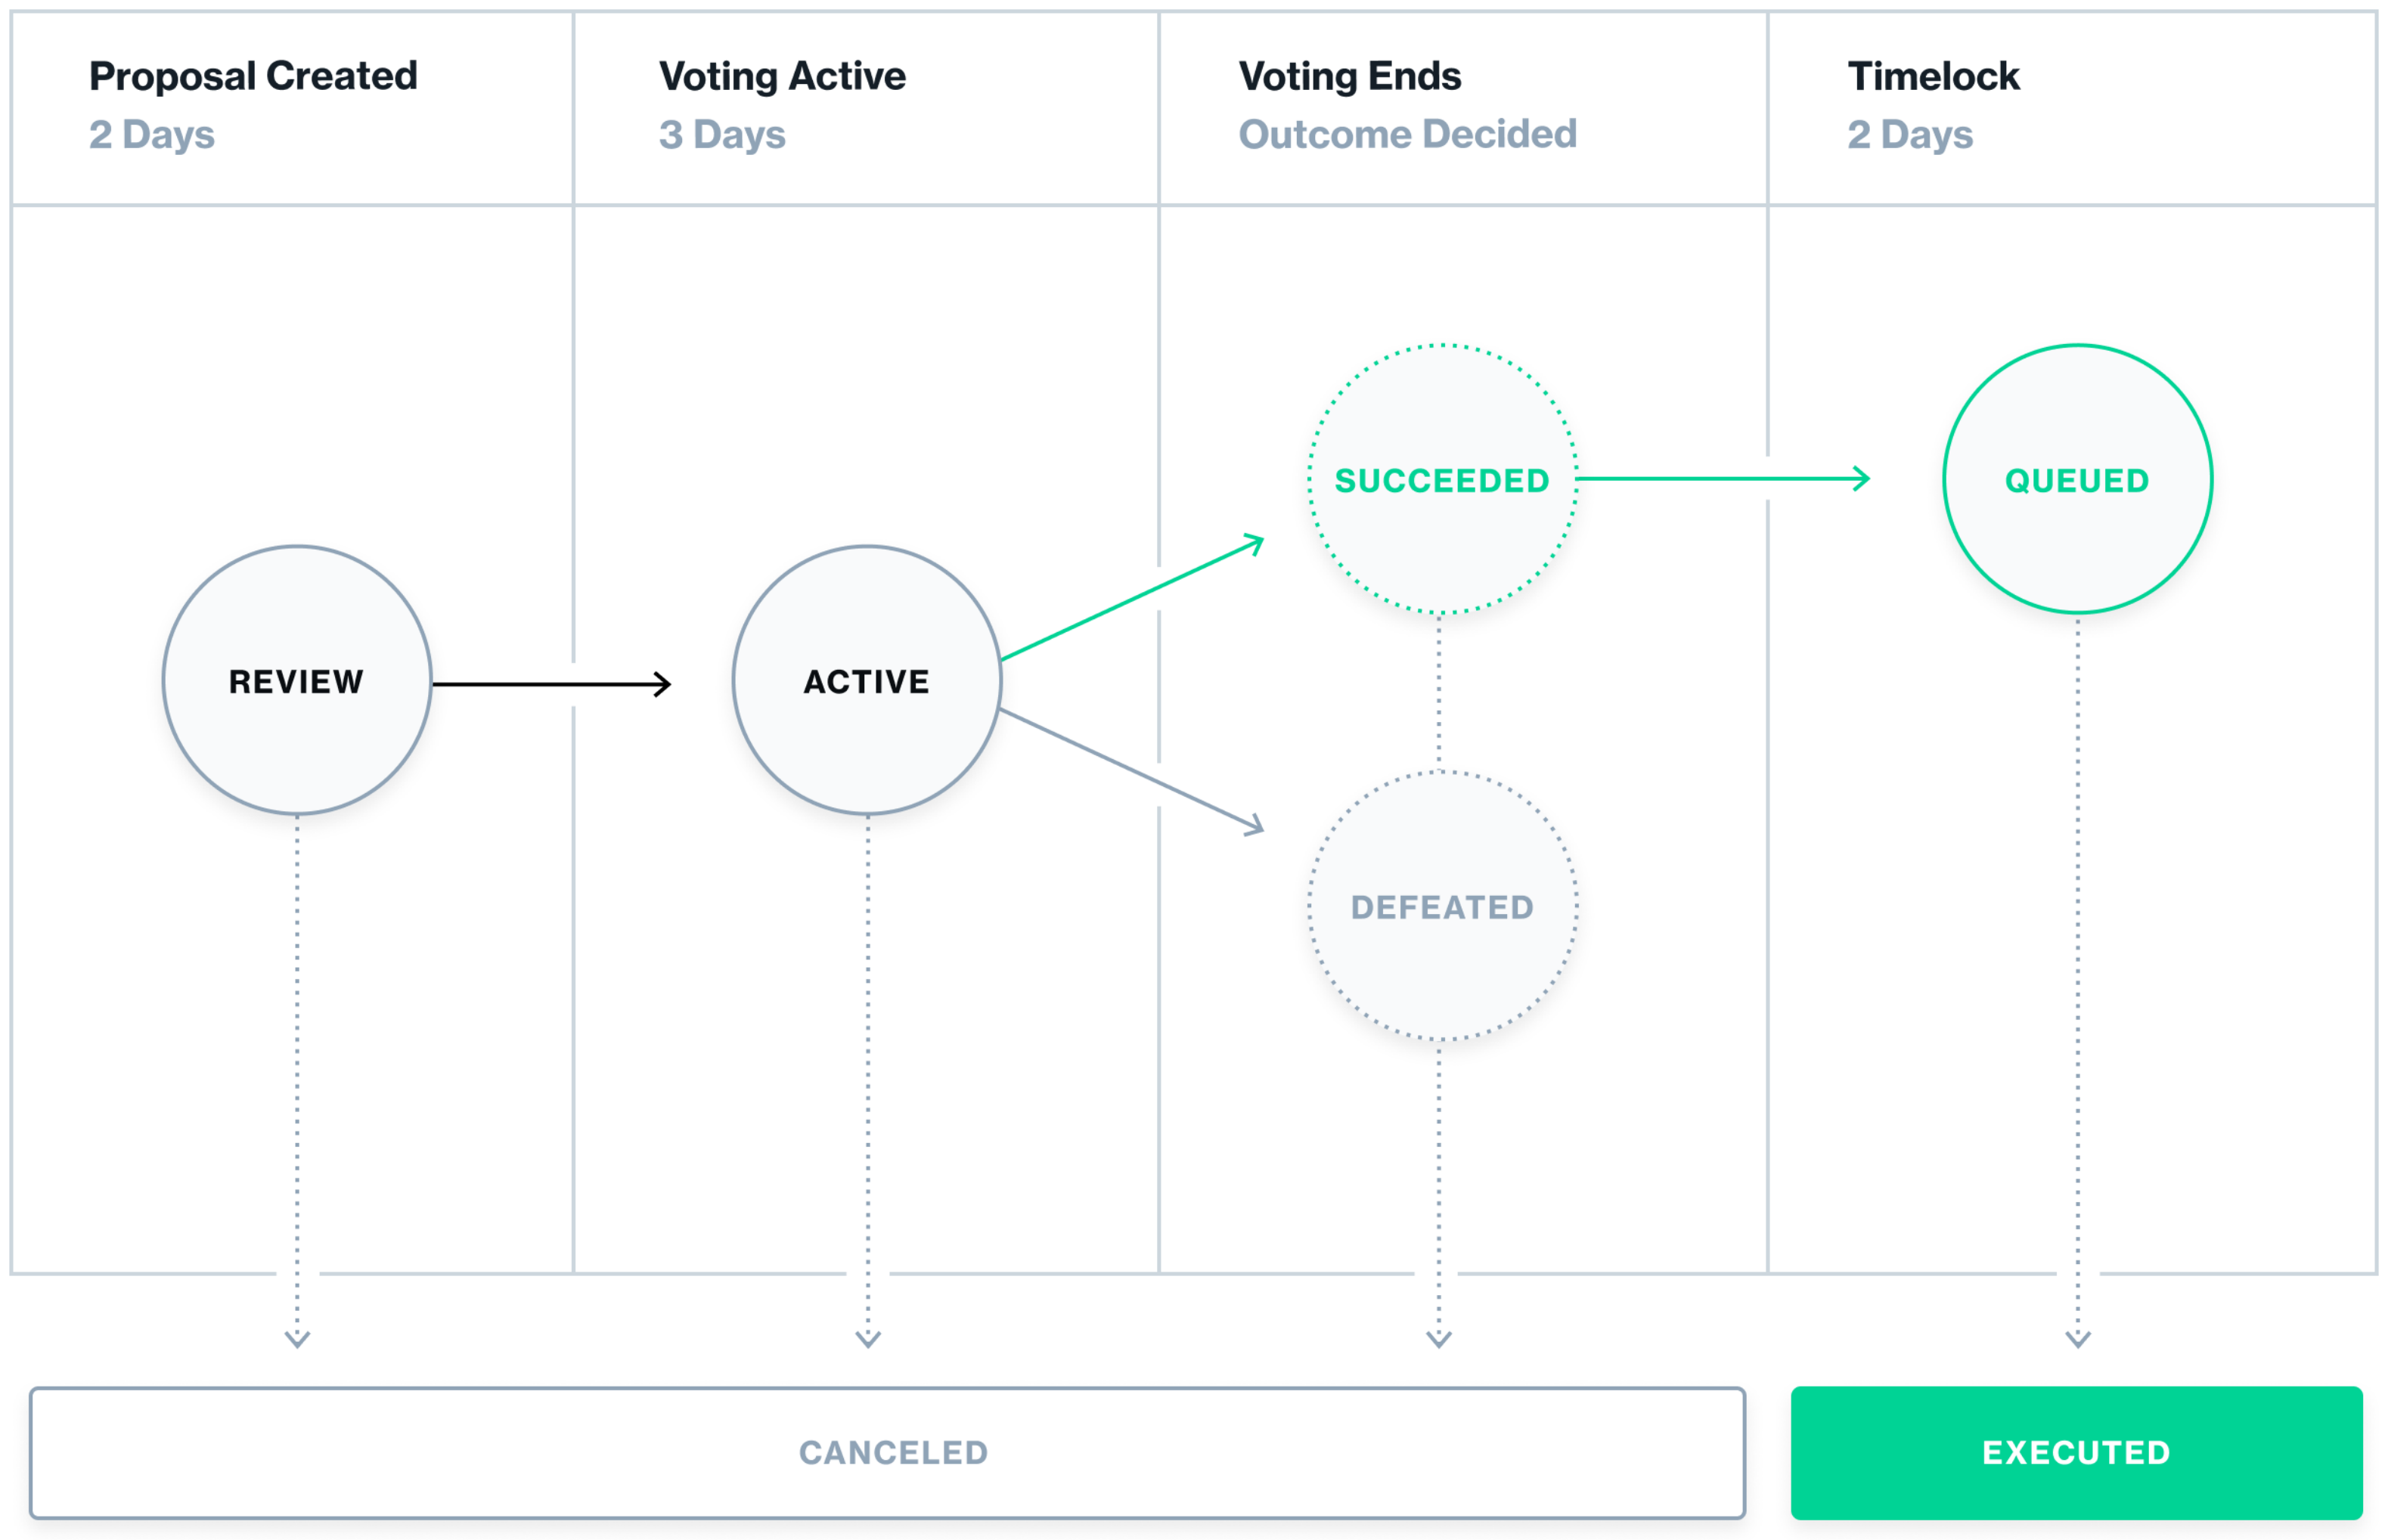 Proposal Created
2 Days
Voting Active
3 Days
Voting Ends
Outcome Decided
Timelock
2 Days
SUCCEEDED
QUEUED
REVIEW
ACTIVE
DEFEATED
CANCELED
EXECUTED